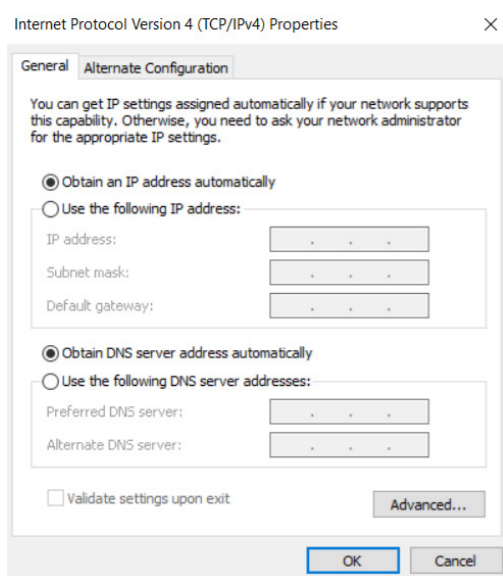 Internet Protocol Version 4 (TCP/IPv4) Properties
General
Alternate Configuration
You can get IP settings assigned automatically if your network supports
this capability. Otherwise, you need to ask your network administrator
for the appropriate IP settings.
Obtain an IP address automatically
Use the following IP address:
IP address:
Subnet mask:
Default gateway:
Obtain DNS server address automatically
Use the following DNS server addresses:
Preferred DNS server:
Alternate DNS server:
Validate settings upon exit
Advanced...
OK
Cancel